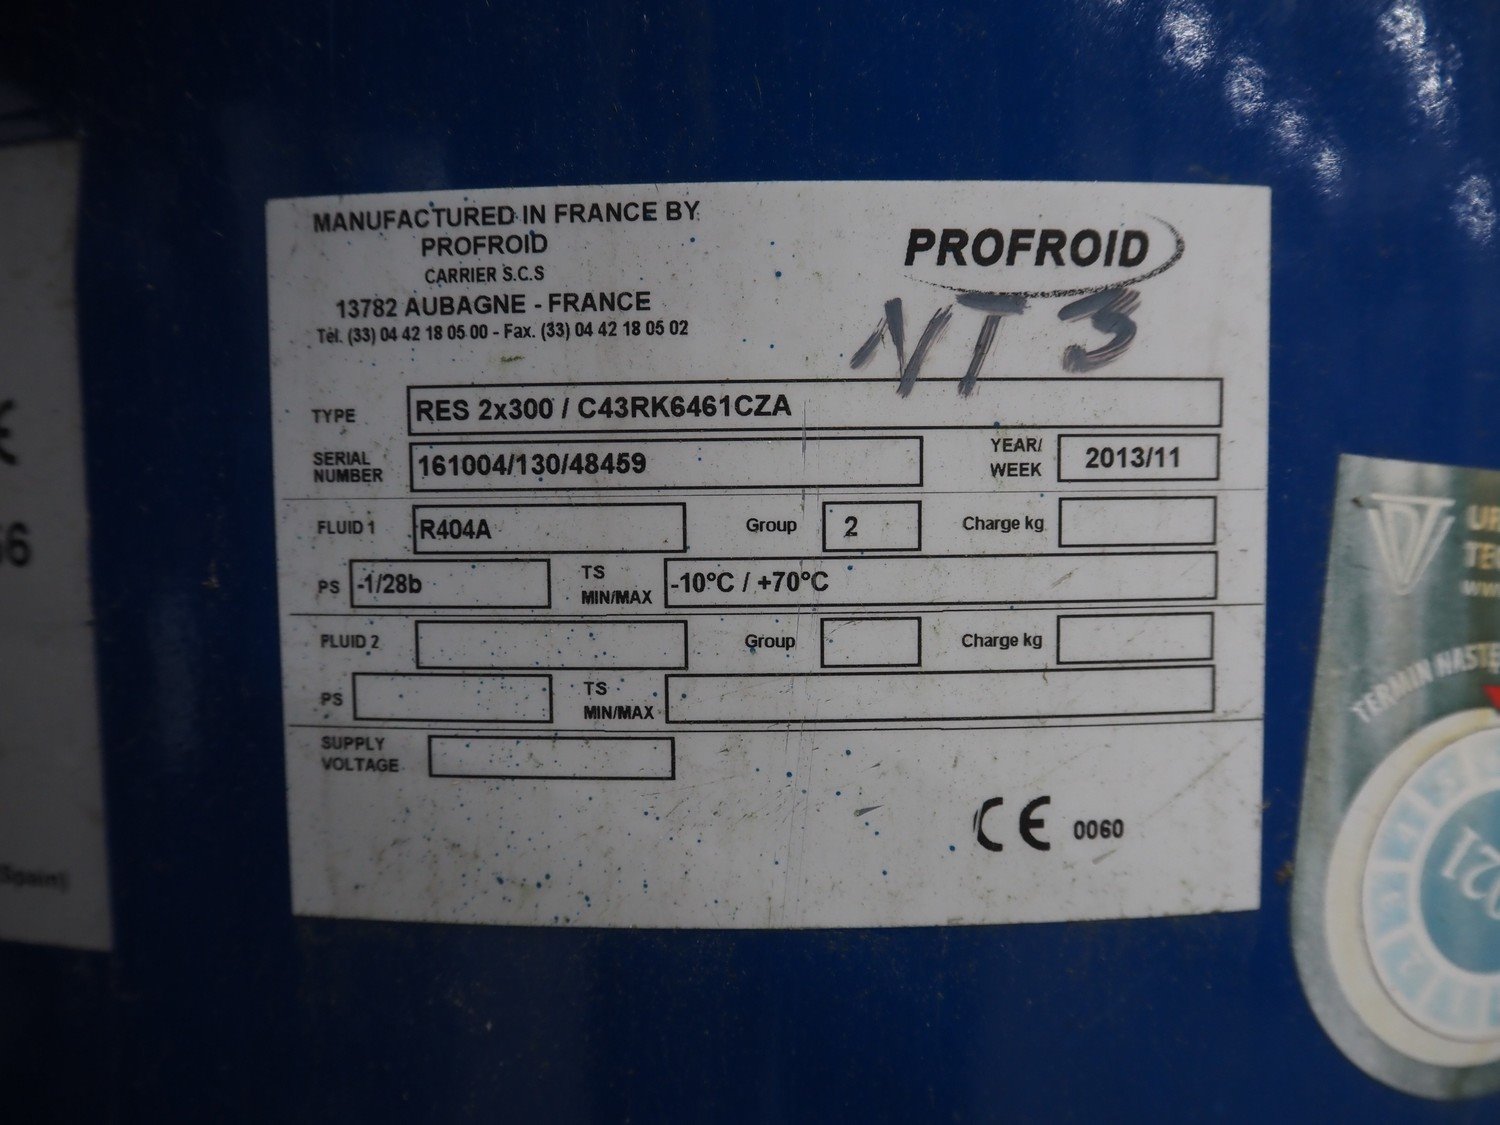 MANUFACTURED IN FRANCE BY
PROFROID
CARRIER S.C.S
13782 AUBAGNE - FRANCE
Tél. (33) 04 42 18 05 00 - Fax. (33) 04 42 18 05 02
PROFROID
NT3
TYPE RES 2x300 / C43RK6461CZA
SERIAL NUMBER 161004/130/48459 YEAR/ WEEK 2013/11
FLUID 1 R404A Group 2 Charge kg
PS -1/28b TS MIN/MAX -10°C / +70°C
FLUID 2 Group Charge kg
PS TS MIN/MAX
SUPPLY VOLTAGE
CE 0060
(Spain)
TERMIN